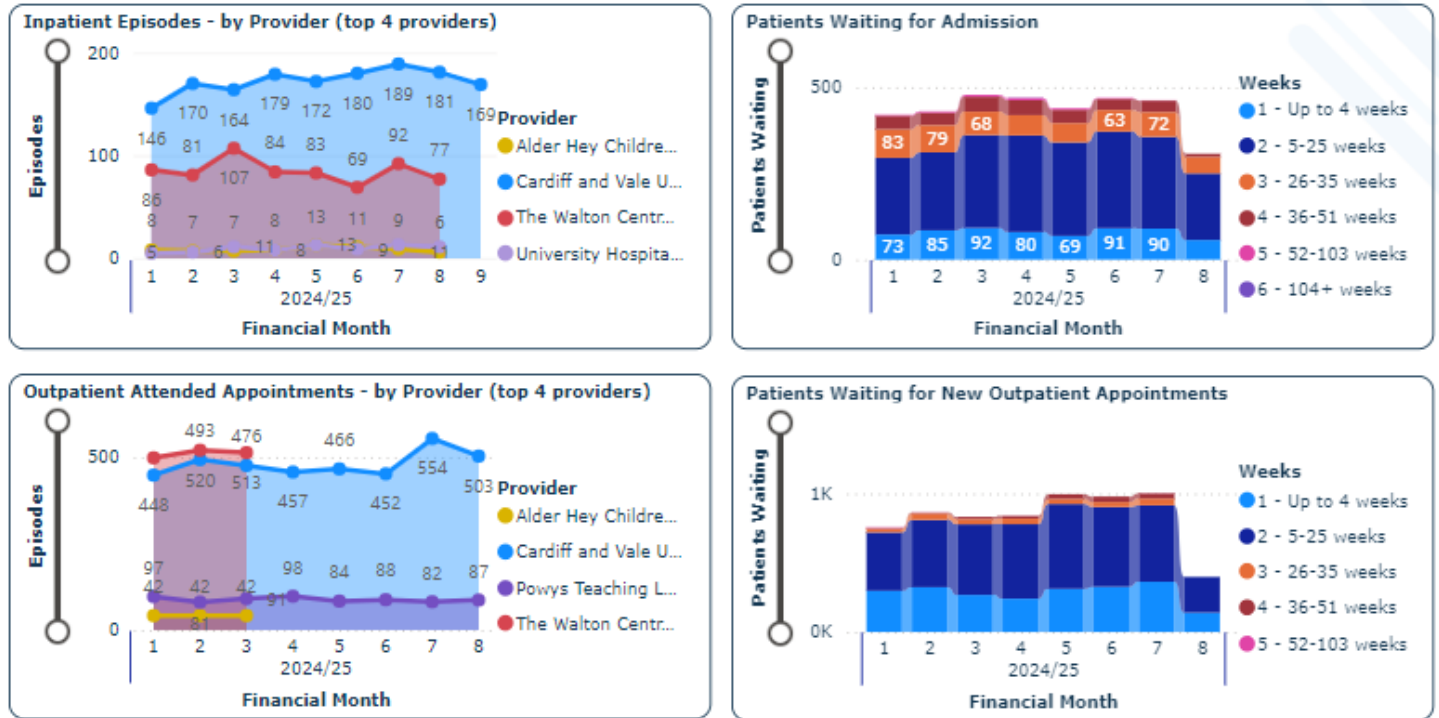 Inpatient Episodes - by Provider (top 4 providers)
Episodes
200
100
0
146 170 164 179 172 180 189 181 169
86 81 107 84 83 69 92 77
8 7 7 8 13 11 9 6
5 6 11 8 13 9 11
1 2 3 4 5 6 7 8 9
2024/25
Financial Month
Provider
Alder Hey Childre...
Cardiff and Vale U...
The Walton Centr...
University Hospita...
Patients Waiting for Admission
Patients Waiting
500
0
83 79 68 63 72
73 85 92 80 69 91 90
1 2 3 4 5 6 7 8
2024/25
Financial Month
Weeks
1 - Up to 4 weeks
2 - 5-25 weeks
3 - 26-35 weeks
4 - 36-51 weeks
5 - 52-103 weeks
6 - 104+ weeks
Outpatient Attended Appointments - by Provider (top 4 providers)
Episodes
500
0
493 476 466
448 520 513 457 452 554 503
97 98 84 88 82 87
42 42 42 91
81
1 2 3 4 5 6 7 8
2024/25
Financial Month
Provider
Alder Hey Childre...
Cardiff and Vale U...
Powys Teaching L...
The Walton Centr...
Patients Waiting for New Outpatient Appointments
Patients Waiting
1K
0K
1 2 3 4 5 6 7 8
2024/25
Financial Month
Weeks
1 - Up to 4 weeks
2 - 5-25 weeks
3 - 26-35 weeks
4 - 36-51 weeks
5 - 52-103 weeks